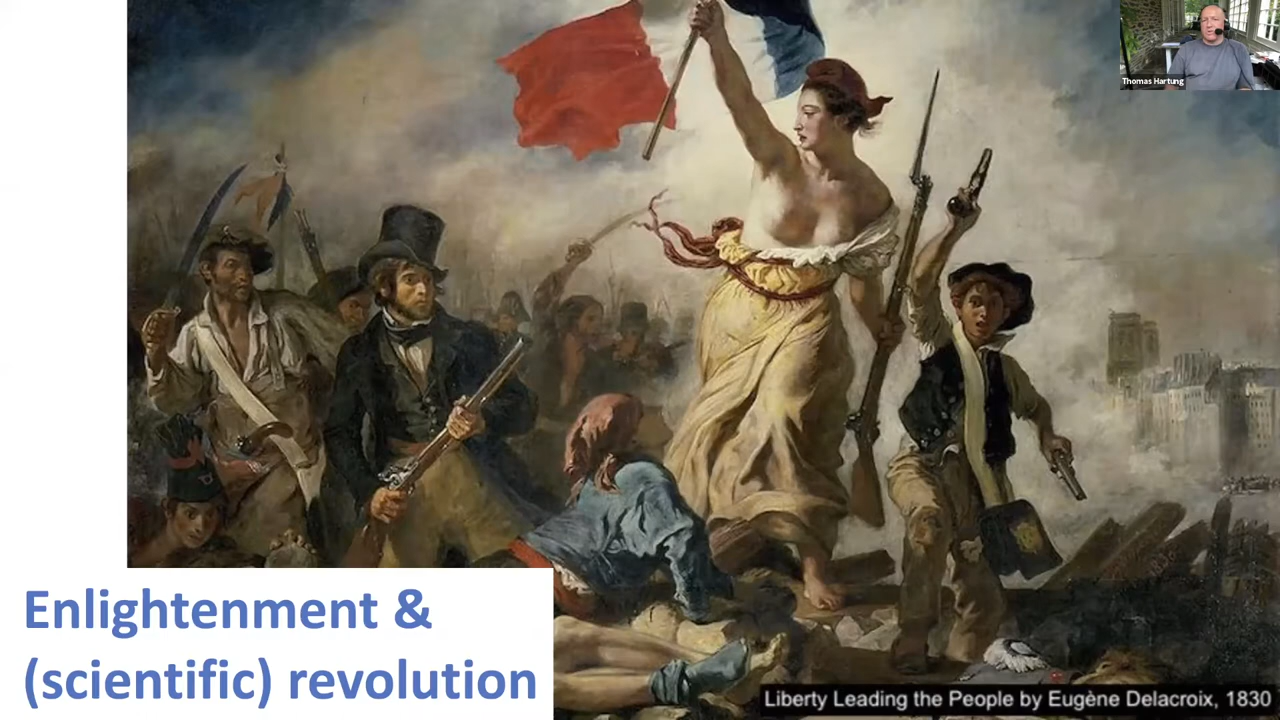 Thomas Hartung
Enlightenment &
(scientific) revolution
Liberty Leading the People by Eugène Delacroix, 1830